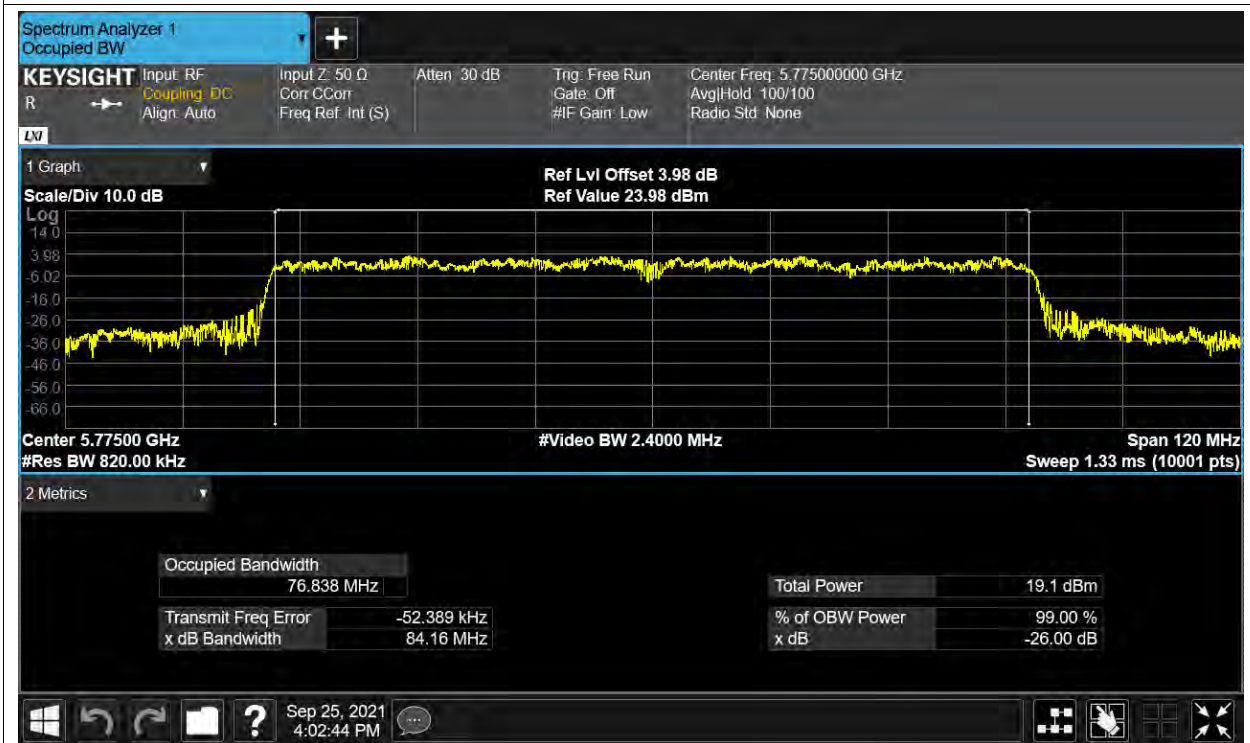 Spectrum Analyzer 1
Occupied BW
+
KEYSIGHT Input: RF Input Z: 50 Ω Atten: 30 dB Trig: Free Run Center Freq: 5.775000000 GHz
R Coupling: DC Corr CCorr Gate: Off Avg|Hold: 100/100
Align: Auto Freq Ref: Int (S) #IF Gain: Low Radio Std: None
LXI
1 Graph
Ref Lvl Offset 3.98 dB
Scale/Div 10.0 dB Ref Value 23.98 dBm
Log
14.0
3.98
-6.02
-16.0
-26.0
-36.0
-46.0
-56.0
-66.0
Center 5.77500 GHz #Video BW 2.4000 MHz Span 120 MHz
#Res BW 820.00 kHz Sweep 1.33 ms (10001 pts)
2 Metrics
Occupied Bandwidth
76.838 MHz Total Power 19.1 dBm
Transmit Freq Error -52.389 kHz % of OBW Power 99.00 %
x dB Bandwidth 84.16 MHz x dB -26.00 dB
? Sep 25, 2021
4:02:44 PM